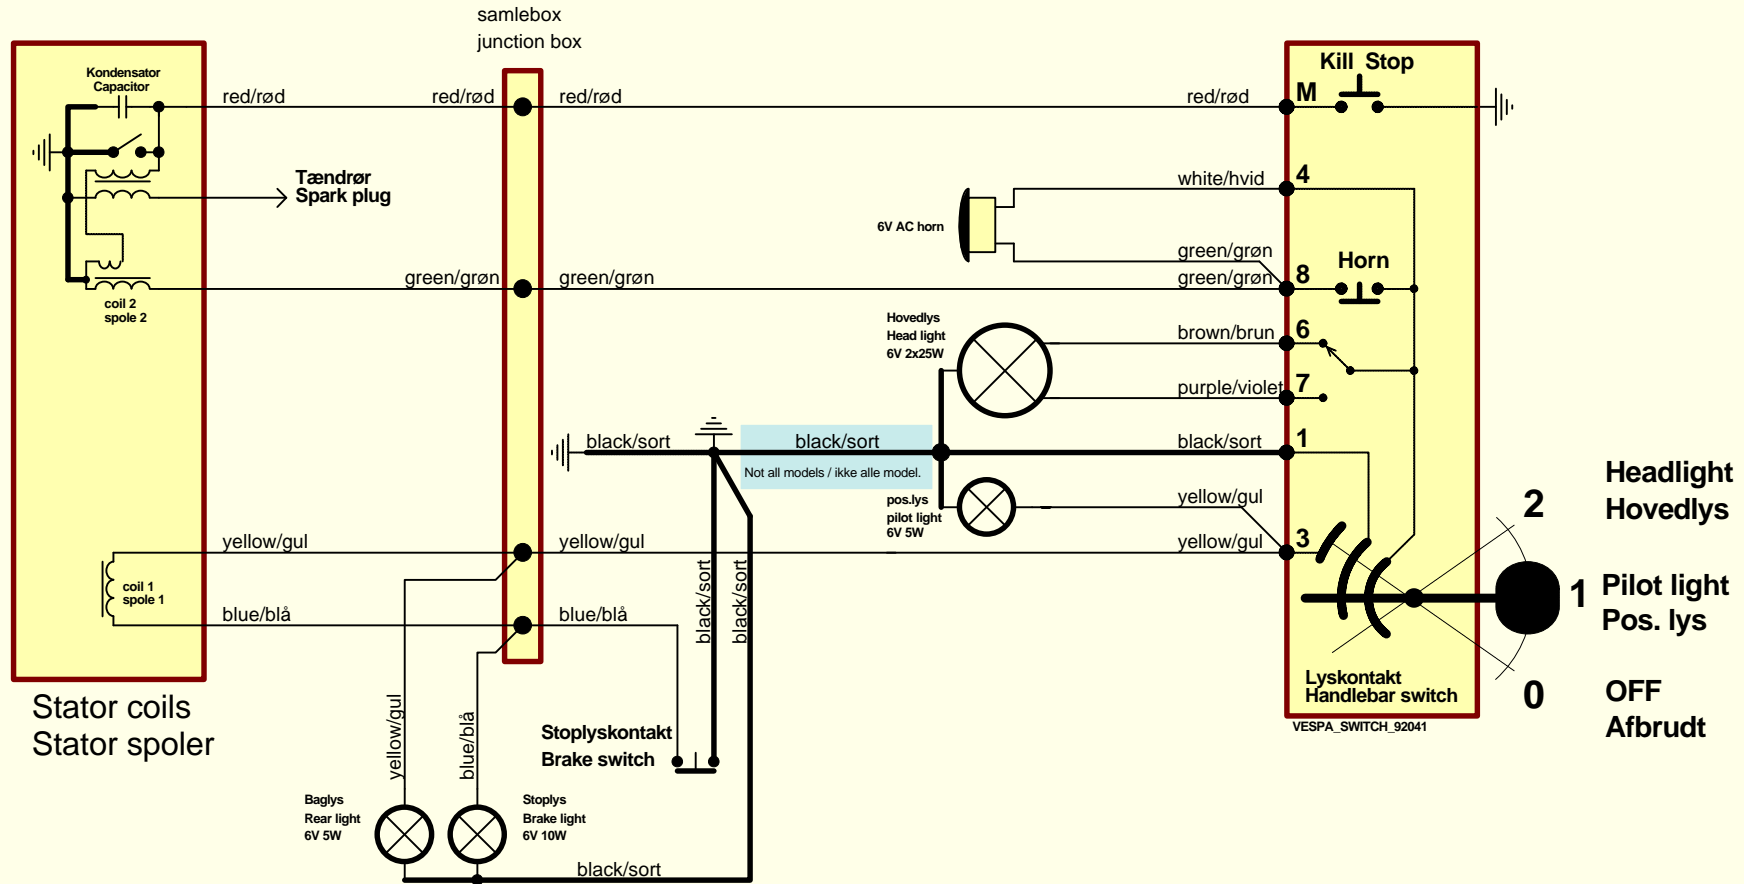 samlebox
junction box
Kondensator
Capacitor
red/rød
red/rød
red/rød
red/rød
M
Kill Stop
Tændrør
Spark plug
white/hvid
4
6V AC horn
green/grøn
green/grøn
green/grøn
green/grøn
8
Horn
coil 2
spole 2
Hovedlys
Head light
6V 2x25W
brown/brun
6
purple/violet
7
black/sort
black/sort
black/sort
1
Not all models / ikke alle model.
pos.lys
pilot light
6V 5W
yellow/gul
yellow/gul
yellow/gul
yellow/gul
3
coil 1
spole 1
blue/blå
blue/blå
black/sort
black/sort
2
Headlight
Hovedlys
1
Pilot light
Pos. lys
0
OFF
Afbrudt
Lyskontakt
Handlebar switch
VESPA_SWITCH_92041
Stator coils
Stator spoler
yellow/gul
blue/blå
Stoplyskontakt
Brake switch
Baglys
Rear light
6V 5W
Stoplys
Brake light
6V 10W
black/sort